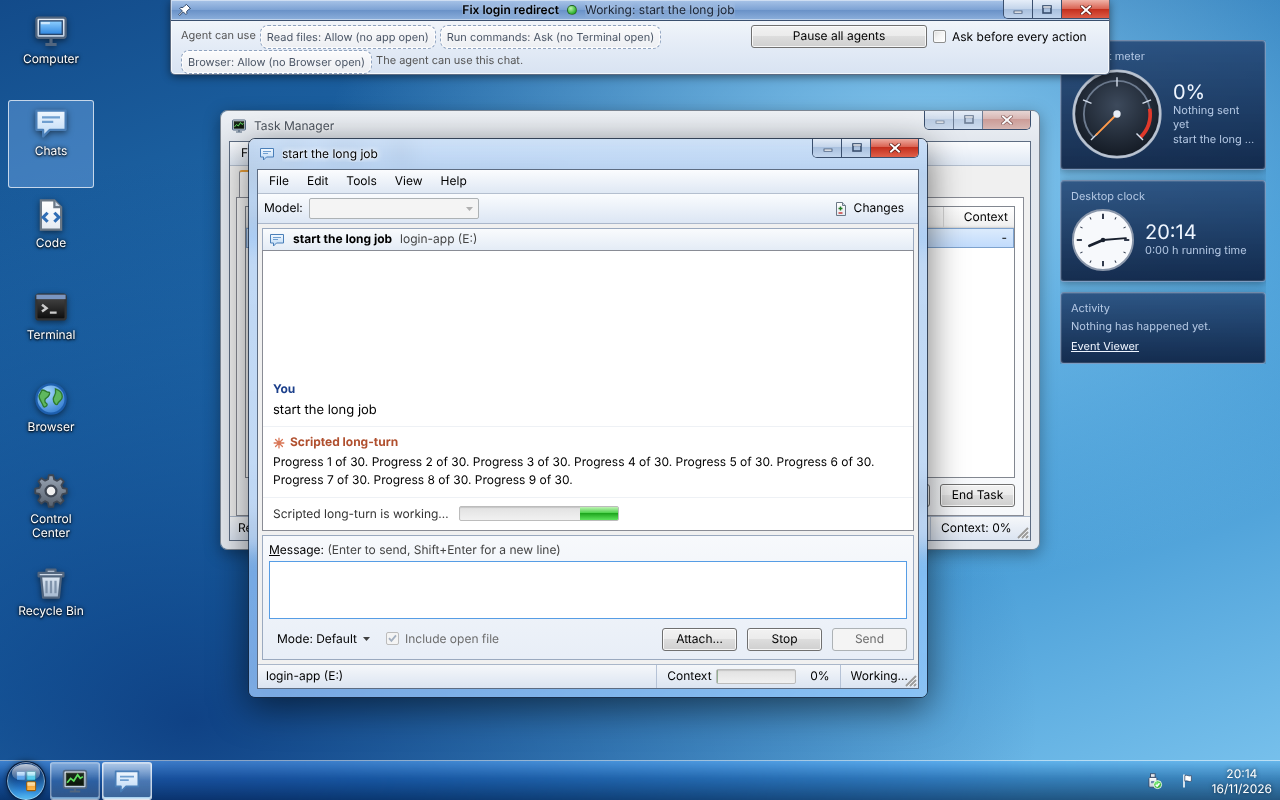 Fix login redirect Working: start the long job
Agent can use Read files: Allow (no app open) Run commands: Ask (no Terminal open)
Browser: Allow (no Browser open) The agent can use this chat.
Pause all agents Ask before every action
Computer
Chats
Code
Terminal
Browser
Control
Center
Recycle Bin
meter
0%
Nothing sent
yet
start the long ...
Desktop clock
20:14
0:00 h running time
Activity
Nothing has happened yet.
Event Viewer
Task Manager
Context
-
End Task
Context: 0%
start the long job
File Edit Tools View Help
Model: Changes
start the long job login-app (E:)
You
start the long job
Scripted long-turn
Progress 1 of 30. Progress 2 of 30. Progress 3 of 30. Progress 4 of 30. Progress 5 of 30. Progress 6 of 30.
Progress 7 of 30. Progress 8 of 30. Progress 9 of 30.
Scripted long-turn is working...
Message: (Enter to send, Shift+Enter for a new line)
Mode: Default Include open file Attach... Stop Send
login-app (E:) Context 0% Working...
20:14
16/11/2026